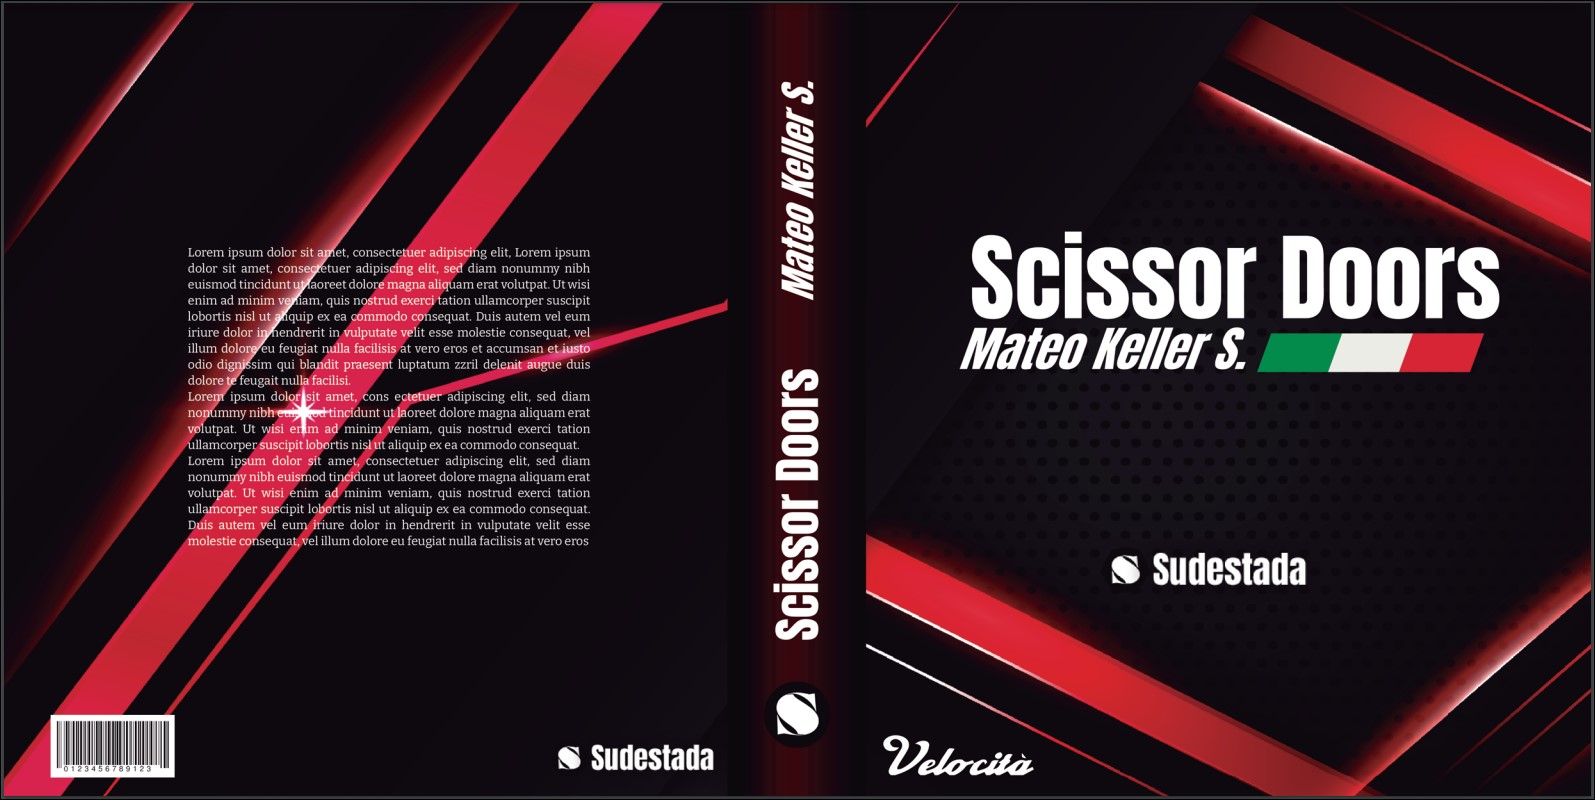 Lorem ipsum dolor sit amet, consectetuer adipiscing elit, Lorem ipsum
dolor sit amet, consectetuer adipiscing elit, sed diam nonummy nibh
euismod tincidunt ut laoreet dolore magna aliquam erat volutpat. Ut wisi
enim ad minim veniam, quis nostrud exerci tation ullamcorper suscipit
lobortis nisl ut aliquip ex ea commodo consequat. Duis autem vel eum
iriure dolor in hendrerit in vulputate velit esse molestie consequat, vel
illum dolore eu feugiat nulla facilisis at vero eros et accumsan et iusto
odio dignissim qui blandit praesent luptatum zzril delenit augue duis
dolore te feugait nulla facilisi.
Lorem ipsum dolor sit amet, cons ectetuer adipiscing elit, sed diam
nonummy nibh euismod tincidunt ut laoreet dolore magna aliquam erat
volutpat. Ut wisi enim ad minim veniam, quis nostrud exerci tation
ullamcorper suscipit lobortis nisl ut aliquip ex ea commodo consequat.
Lorem ipsum dolor sit amet, consectetuer adipiscing elit, sed diam
nonummy nibh euismod tincidunt ut laoreet dolore magna aliquam erat
volutpat. Ut wisi enim ad minim veniam, quis nostrud exerci tation
ullamcorper suscipit lobortis nisl ut aliquip ex ea commodo consequat.
Duis autem vel eum iriure dolor in hendrerit in vulputate velit esse
molestie consequat, vel illum dolore eu feugiat nulla facilisis at vero eros
0123456789123
Sudestada
Scissor Doors
Mateo Keller S.
Scissor Doors
Mateo Keller S.
Sudestada
Velocità